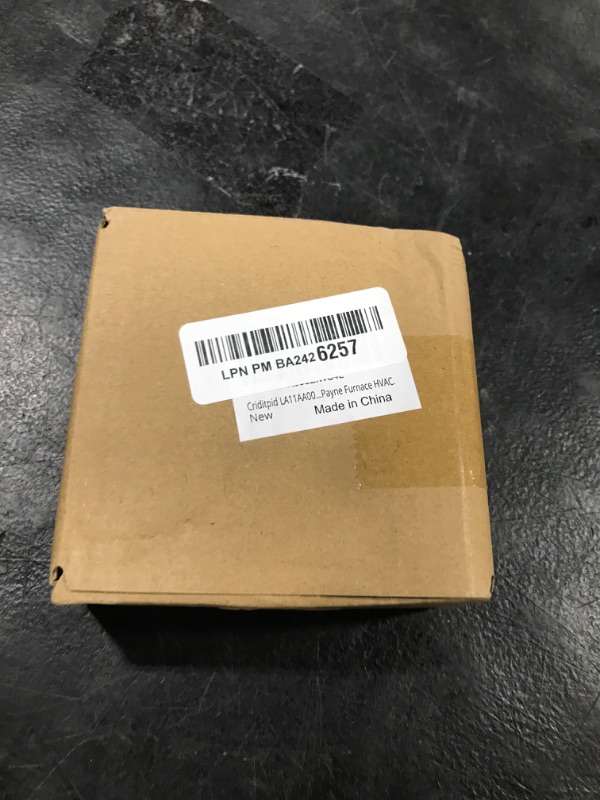 LPN PM BA242 6257
Criditpid LA11AA00...Payne Furnace HVAC
New Made in China